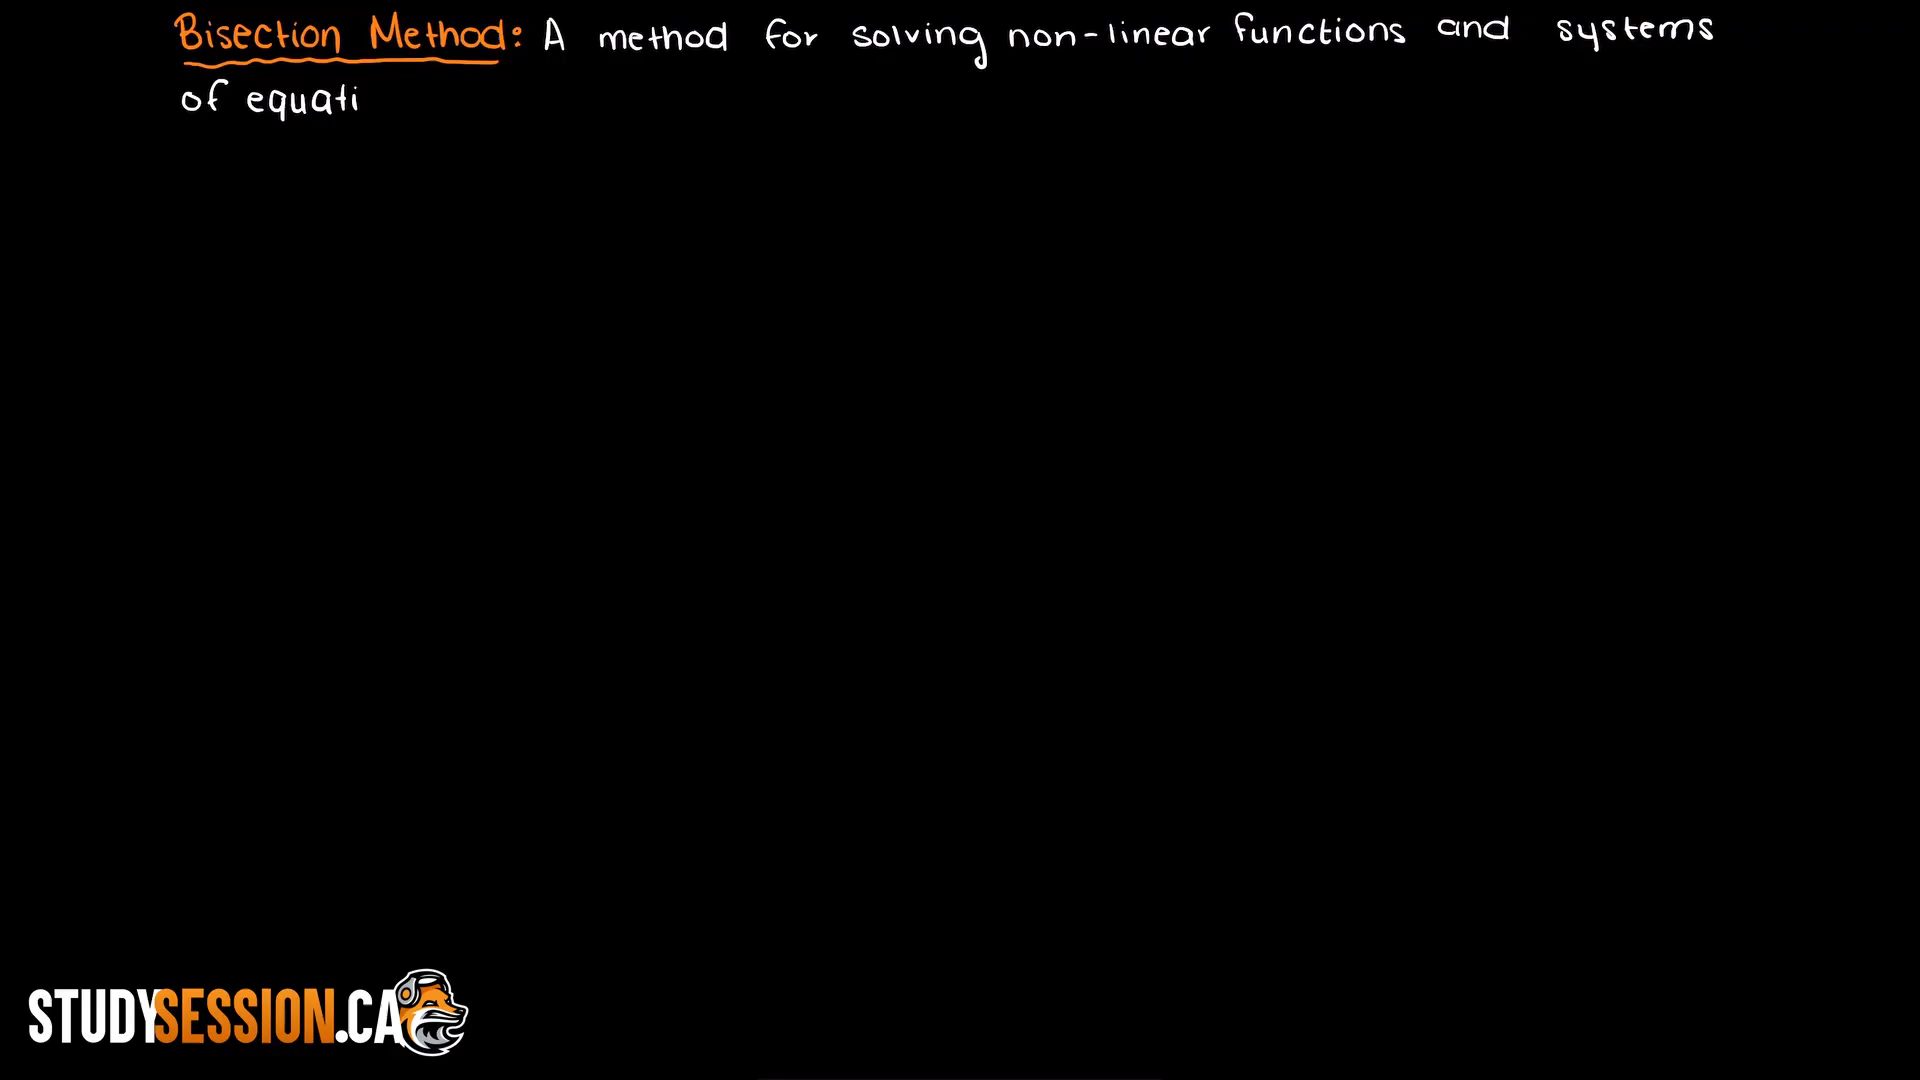 Bisection Method: A method for solving non-linear functions and systems
of equati
STUDYSESSION.CA